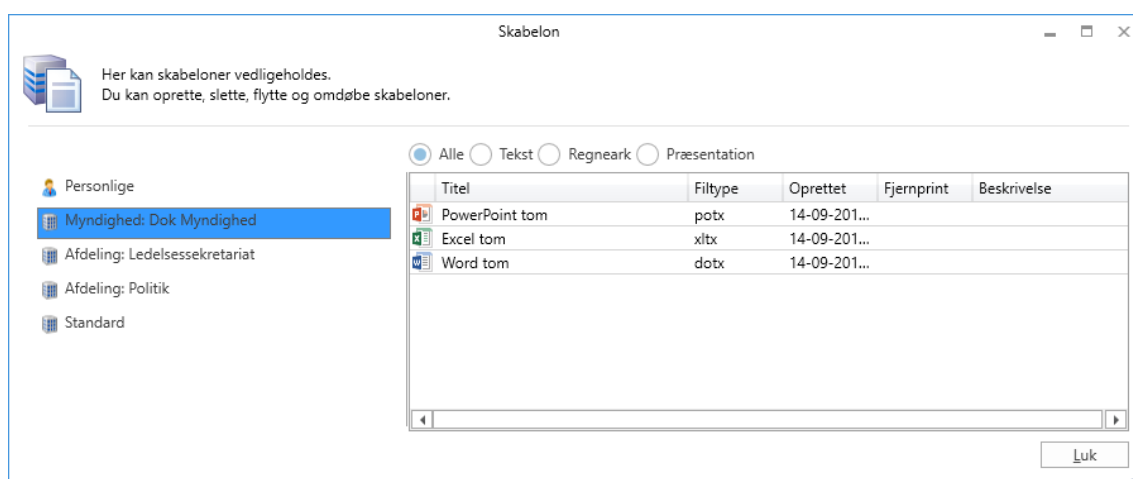 Skabelon
Her kan skabeloner vedligeholdes.
Du kan oprette, slette, flytte og omdøbe skabeloner.
Alle Tekst Regneark Præsentation
Personlige
Myndighed: Dok Myndighed
Afdeling: Ledelsessekretariat
Afdeling: Politik
Standard
Titel Filtype Oprettet Fjernprint Beskrivelse
PowerPoint tom potx 14-09-201...
Excel tom xltx 14-09-201...
Word tom dotx 14-09-201...
Luk